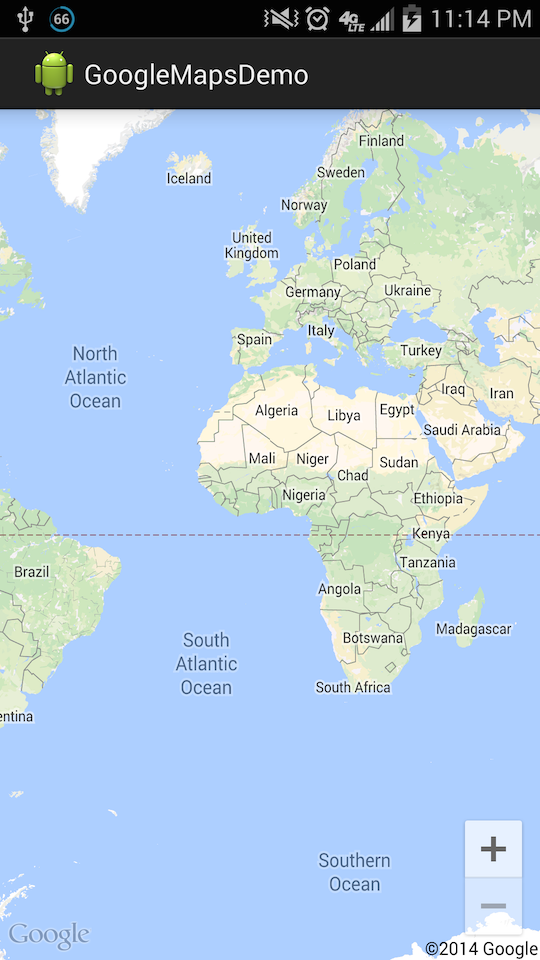 66
4G LTE
11:14 PM
GoogleMapsDemo
Finland
Iceland
Sweden
Norway
United
Kingdom
Poland
Germany
Ukraine
Italy
Spain
Turkey
North
Atlantic
Ocean
Iraq
Iran
Algeria
Libya
Egypt
Saudi Arabia
Mali
Niger
Sudan
Chad
Nigeria
Ethiopia
Kenya
Tanzania
Brazil
Angola
Madagascar
Botswana
South
Atlantic
Ocean
South Africa
entina
Southern
Ocean
+
−
Google
©2014 Google